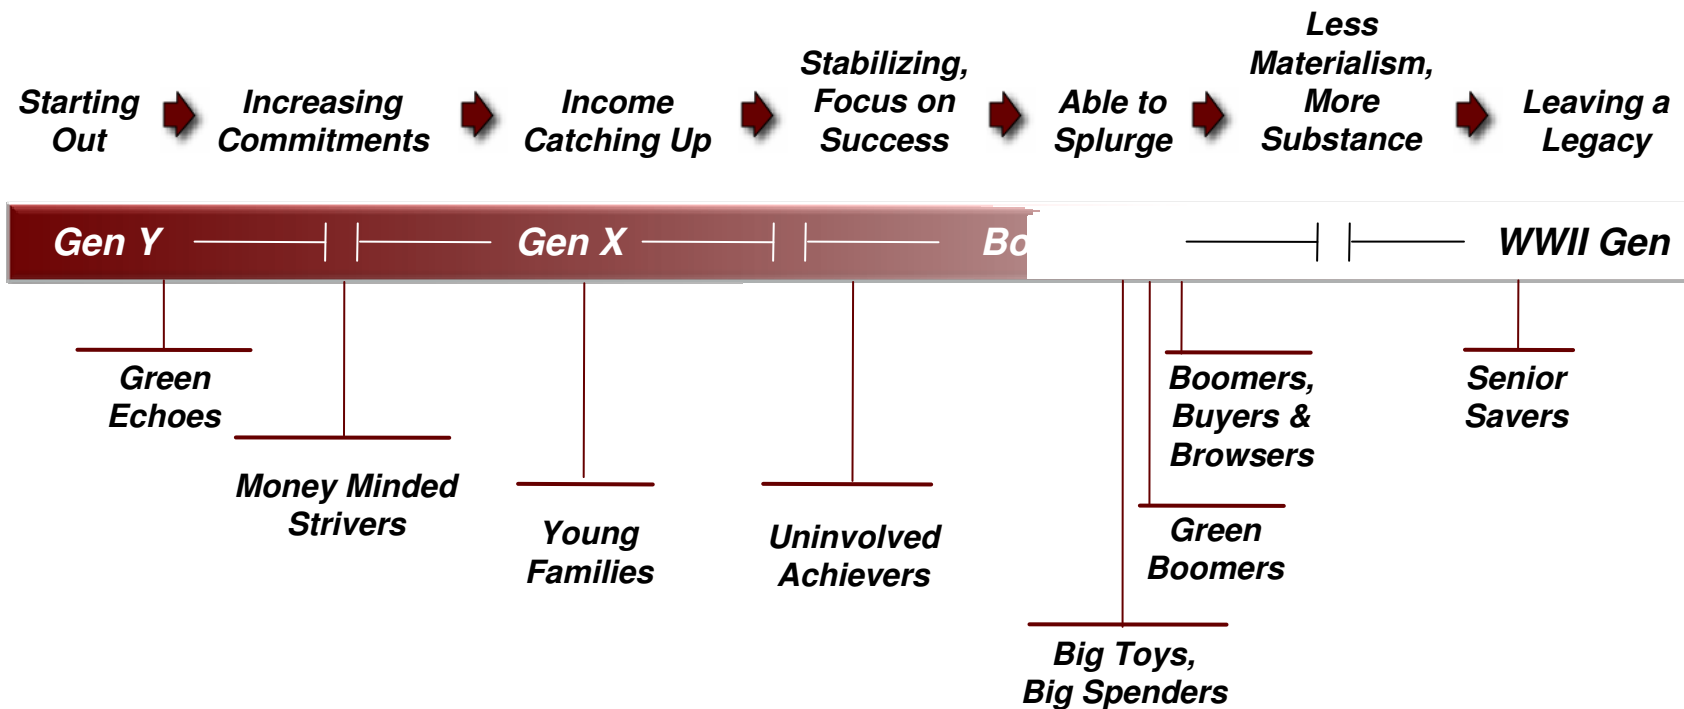 Starting
Out
Increasing
Commitments
Income
Catching Up
Stabilizing,
Focus on
Success
Able to
Splurge
Less
Materialism,
More
Substance
Leaving a
Legacy
Gen Y
Gen X
Bo
WWII Gen
Green
Echoes
Money Minded
Strivers
Young
Families
Uninvolved
Achievers
Big Toys,
Big Spenders
Green
Boomers
Boomers,
Buyers &
Browsers
Senior
Savers